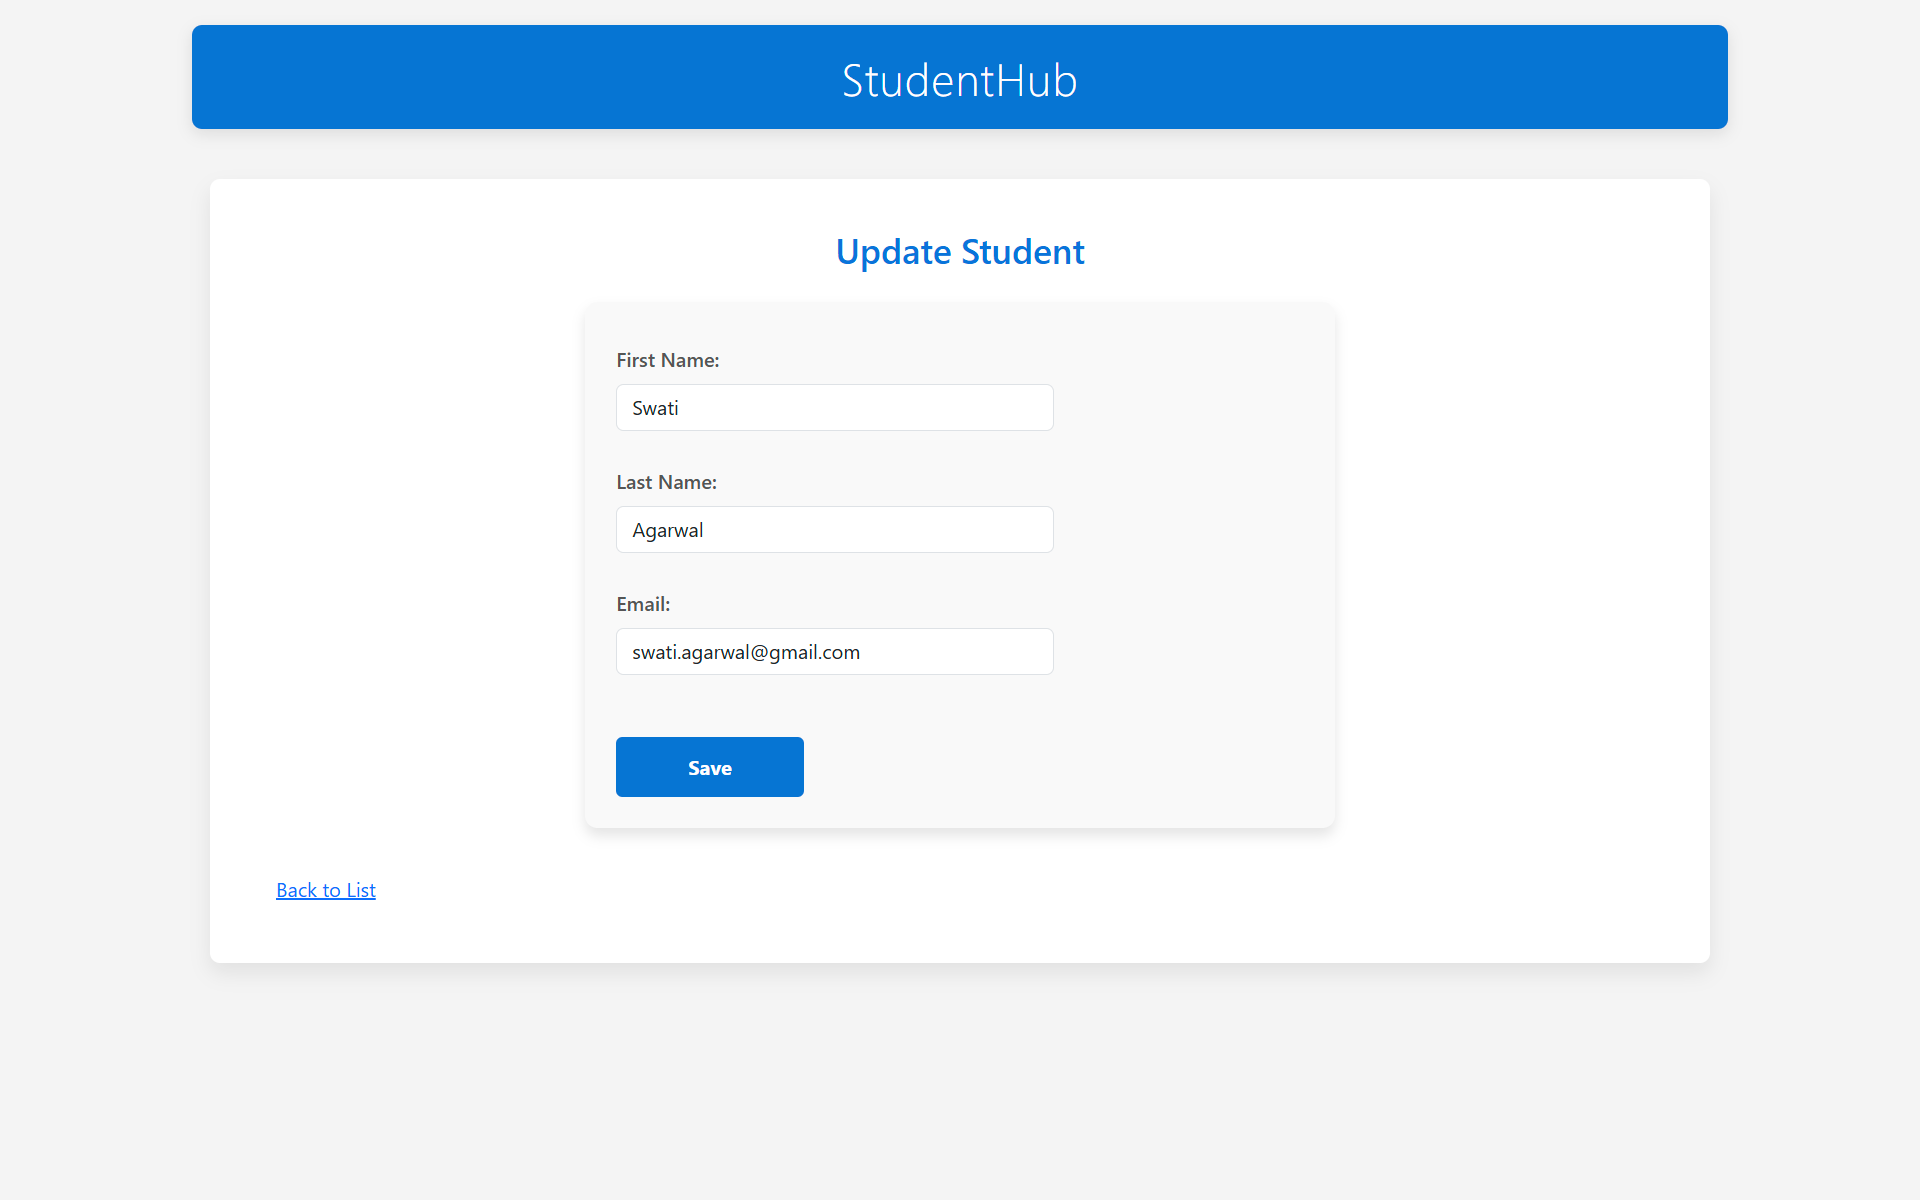 StudentHub
Update Student
First Name:
Swati
Last Name:
Agarwal
Email:
swati.agarwal@gmail.com
Save
Back to List